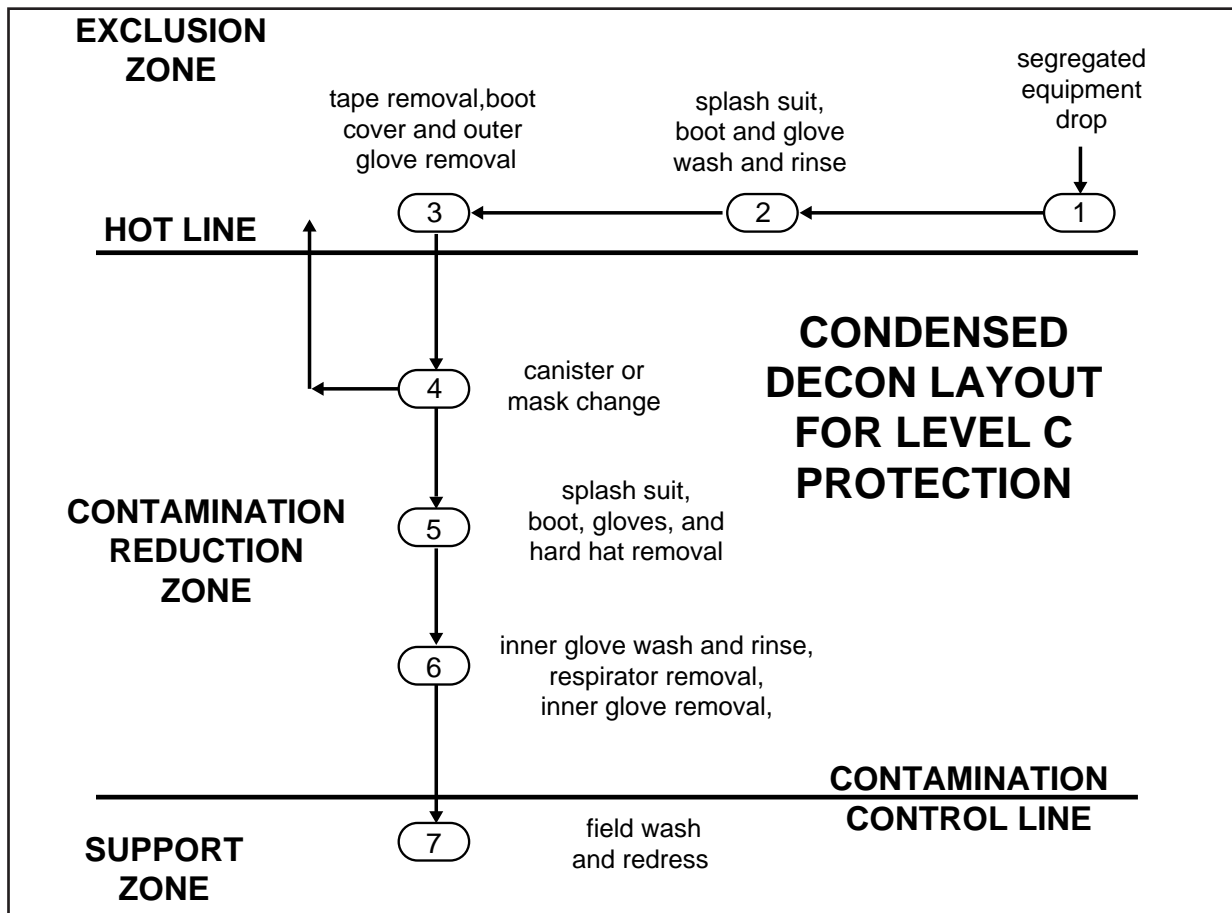 EXCLUSION
ZONE
segregated
equipment
drop
splash suit,
boot and glove
wash and rinse
tape removal,boot
cover and outer
glove removal
3
2
1
HOT LINE
CONDENSED
DECON LAYOUT
FOR LEVEL C
PROTECTION
4
canister or
mask change
CONTAMINATION
REDUCTION
ZONE
5
splash suit,
boot, gloves, and
hard hat removal
6
inner glove wash and rinse,
respirator removal,
inner glove removal,
CONTAMINATION
CONTROL LINE
7
field wash
and redress
SUPPORT
ZONE